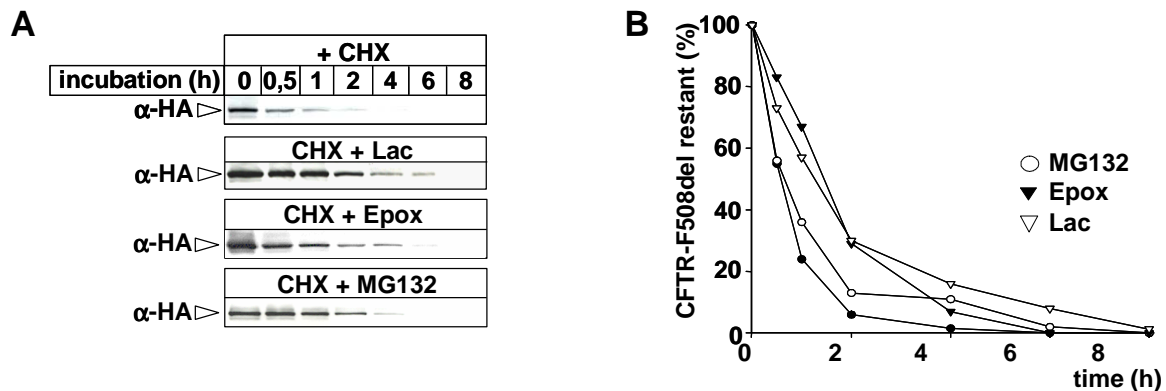 A
+ CHX
incubation (h) 0 0,5 1 2 4 6 8
α-HA
CHX + Lac
α-HA
CHX + Epox
α-HA
CHX + MG132
α-HA
B
CFTR-F508del restant (%)
100
80
60
40
20
0
0 2 4 6 8
time (h)
MG132
Epox
Lac